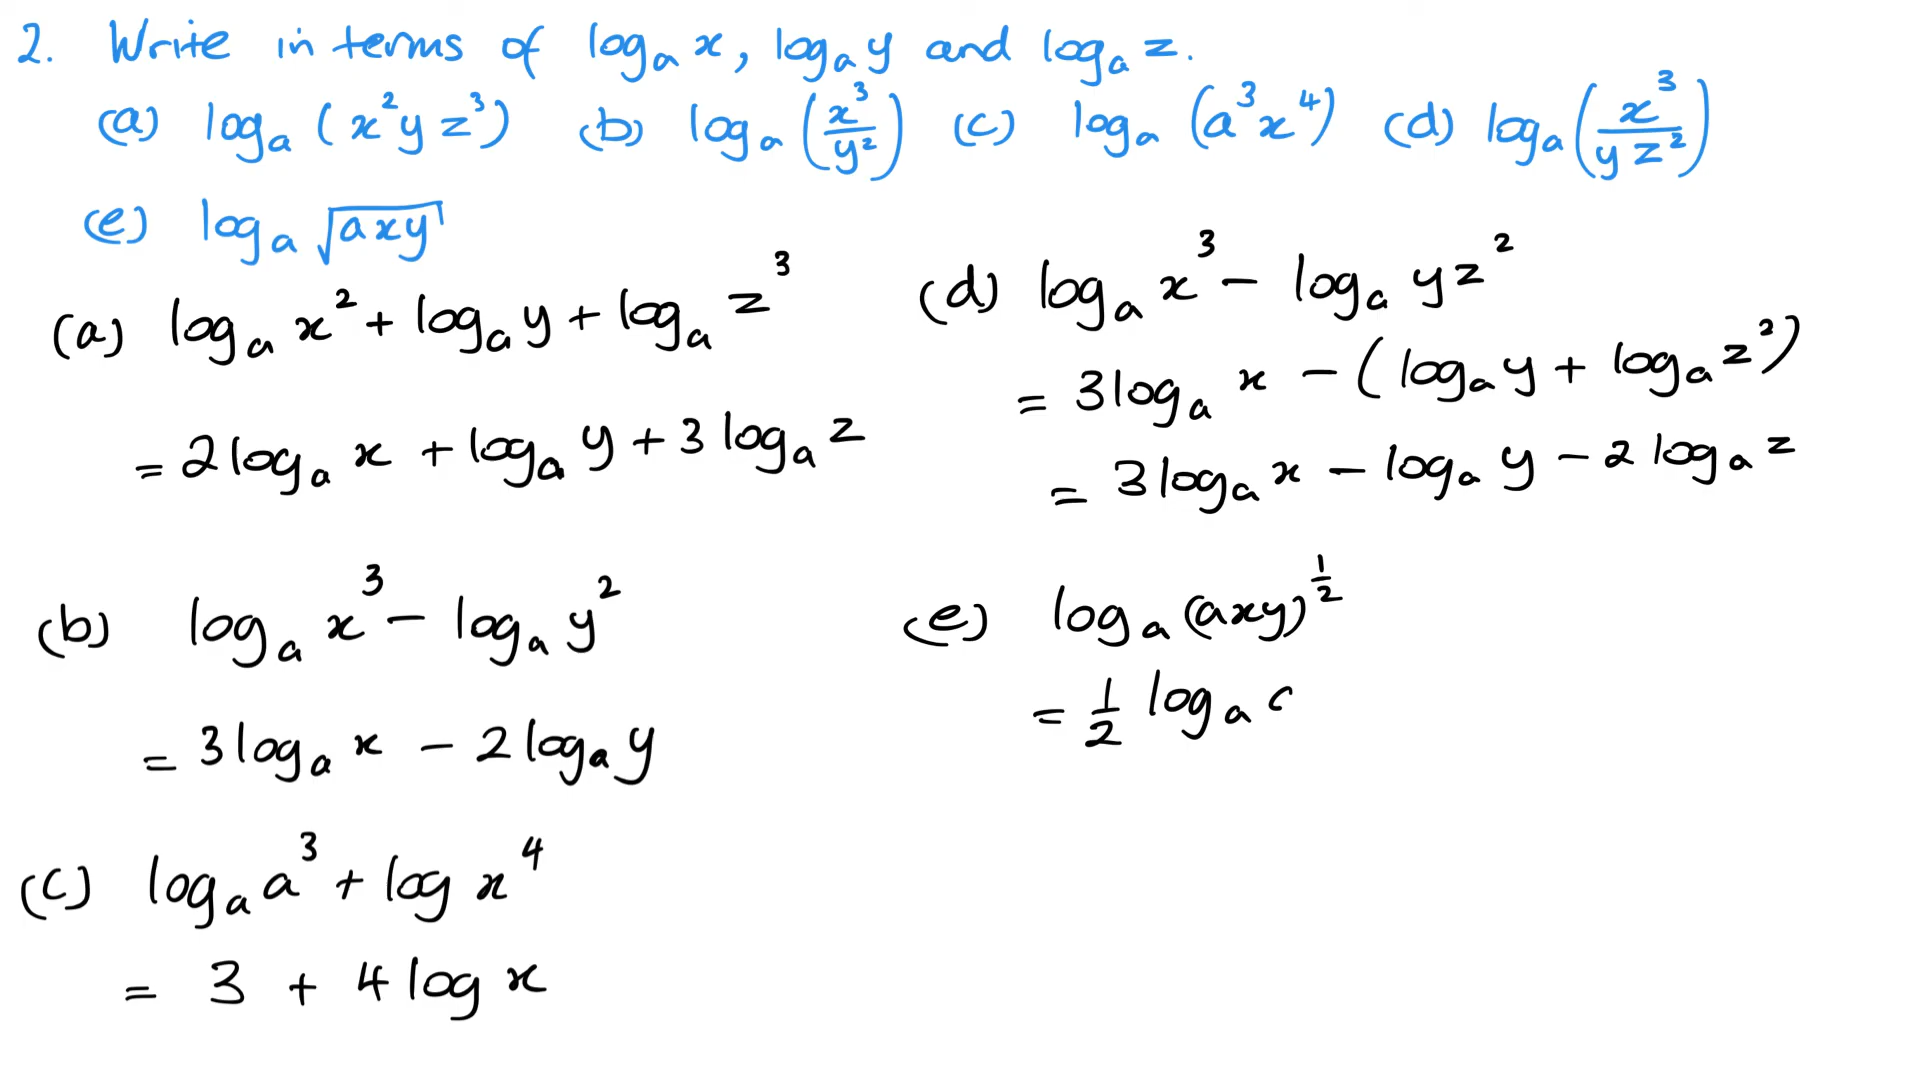 2. Write in terms of logₐ x, logₐ y and logₐ z.
(a) logₐ (x²yz³) (b) logₐ (x³/y²) (c) logₐ (a³x⁴) (d) logₐ (x³/yz²)
(e) logₐ √(axy)
(a) logₐ x² + logₐ y + logₐ z³
= 2 logₐ x + logₐ y + 3 logₐ z
(b) logₐ x³ − logₐ y²
= 3 logₐ x − 2 logₐ y
(c) logₐ a³ + log x⁴
= 3 + 4 log x
(d) logₐ x³ − logₐ yz²
= 3 logₐ x − (logₐ y + logₐ z²)
= 3 logₐ x − logₐ y − 2 logₐ z
(e) logₐ (axy)^½
= ½ logₐ